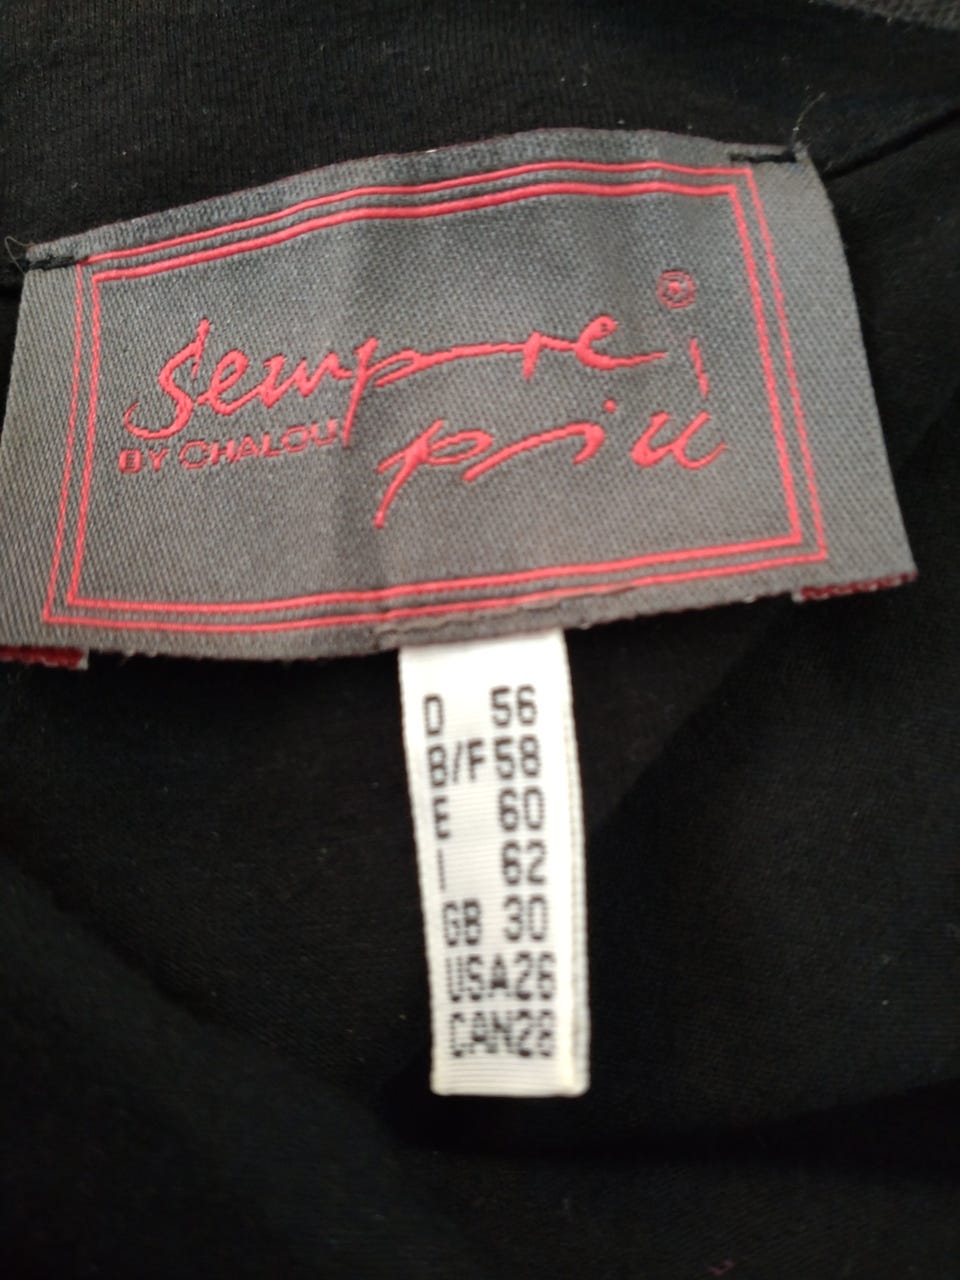 Sempre
BY CHALOU
più
®
D 56
B/F 58
E 60
I 62
GB 30
USA 26
CAN 28